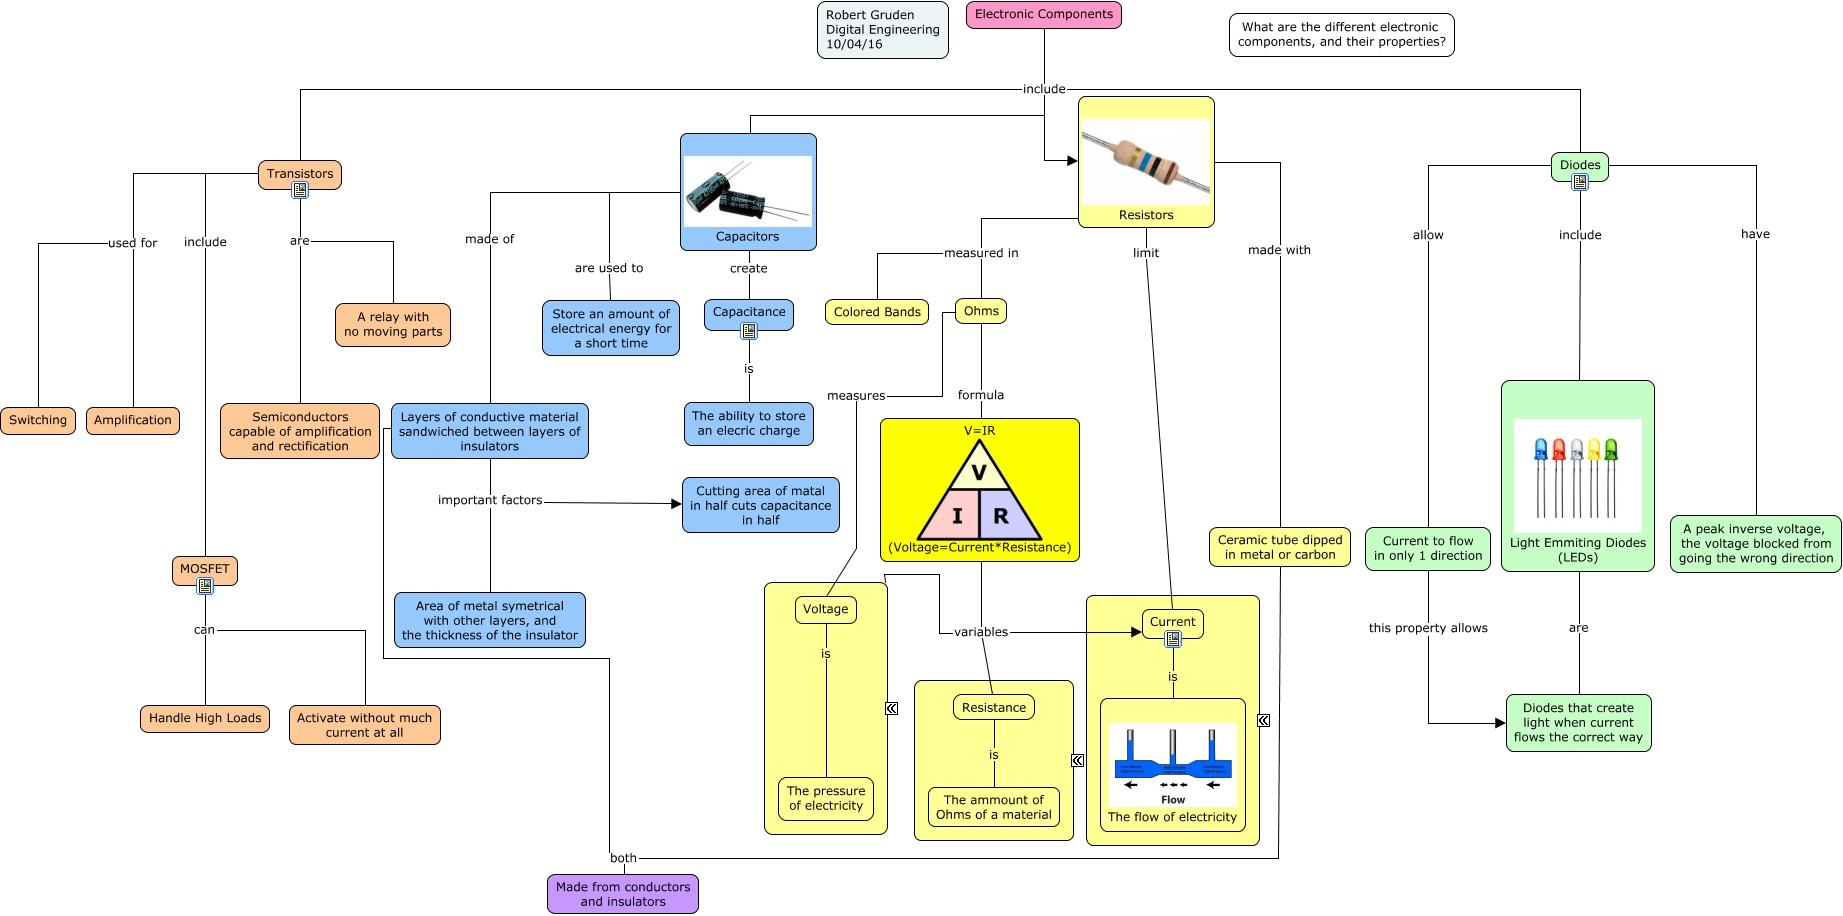 Robert Gruden
Digital Engineering
10/04/16
Electronic Components
What are the different electronic
components, and their properties?
include
Transistors
used for
include
are
Switching
Amplification
A relay with
no moving parts
Semiconductors
capable of amplification
and rectification
MOSFET
can
Handle High Loads
Activate without much
current at all
Capacitors
made of
are used to
create
Store an amount of
electrical energy for
a short time
Capacitance
is
The ability to store
an elecric charge
Layers of conductive material
sandwiched between layers of
insulators
important factors
Cutting area of matal
in half cuts capacitance
in half
Area of metal symetrical
with other layers, and
the thickness of the insulator
Resistors
measured in
limit
made with
Colored Bands
Ohms
measures
formula
V=IR
V
I
R
(Voltage=Current*Resistance)
Ceramic tube dipped
in metal or carbon
variables
Voltage
is
The pressure
of electricity
Resistance
is
The ammount of
Ohms of a material
Current
is
Flow
The flow of electricity
both
Made from conductors
and insulators
Diodes
allow
include
have
Current to flow
in only 1 direction
Light Emmiting Diodes
(LEDs)
A peak inverse voltage,
the voltage blocked from
going the wrong direction
this property allows
are
Diodes that create
light when current
flows the correct way